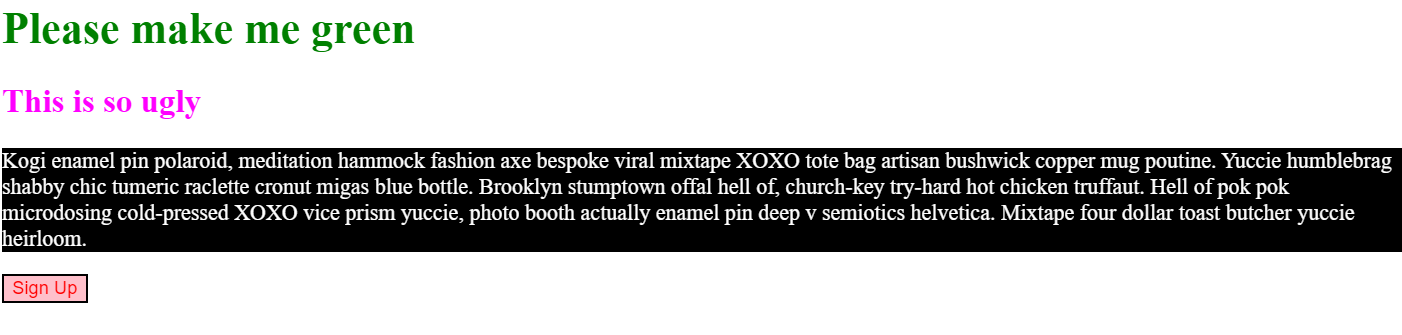 Please make me green
This is so ugly
Kogi enamel pin polaroid, meditation hammock fashion axe bespoke viral mixtape XOXO tote bag artisan bushwick copper mug poutine. Yuccie humblebrag
shabby chic tumeric raclette cronut migas blue bottle. Brooklyn stumptown offal hell of, church-key try-hard hot chicken truffaut. Hell of pok pok
microdosing cold-pressed XOXO vice prism yuccie, photo booth actually enamel pin deep v semiotics helvetica. Mixtape four dollar toast butcher yuccie
heirloom.
Sign Up